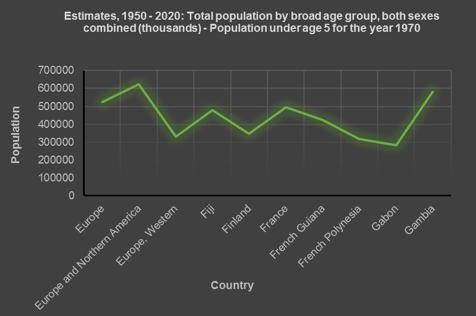 Estimates, 1950 - 2020: Total population by broad age group, both sexes
combined (thousands) - Population under age 5 for the year 1970
Population
700000
600000
500000
400000
300000
200000
100000
0
Europe
Europe and Northern America
Europe, Western
Fiji
Finland
France
French Guiana
French Polynesia
Gabon
Gambia
Country